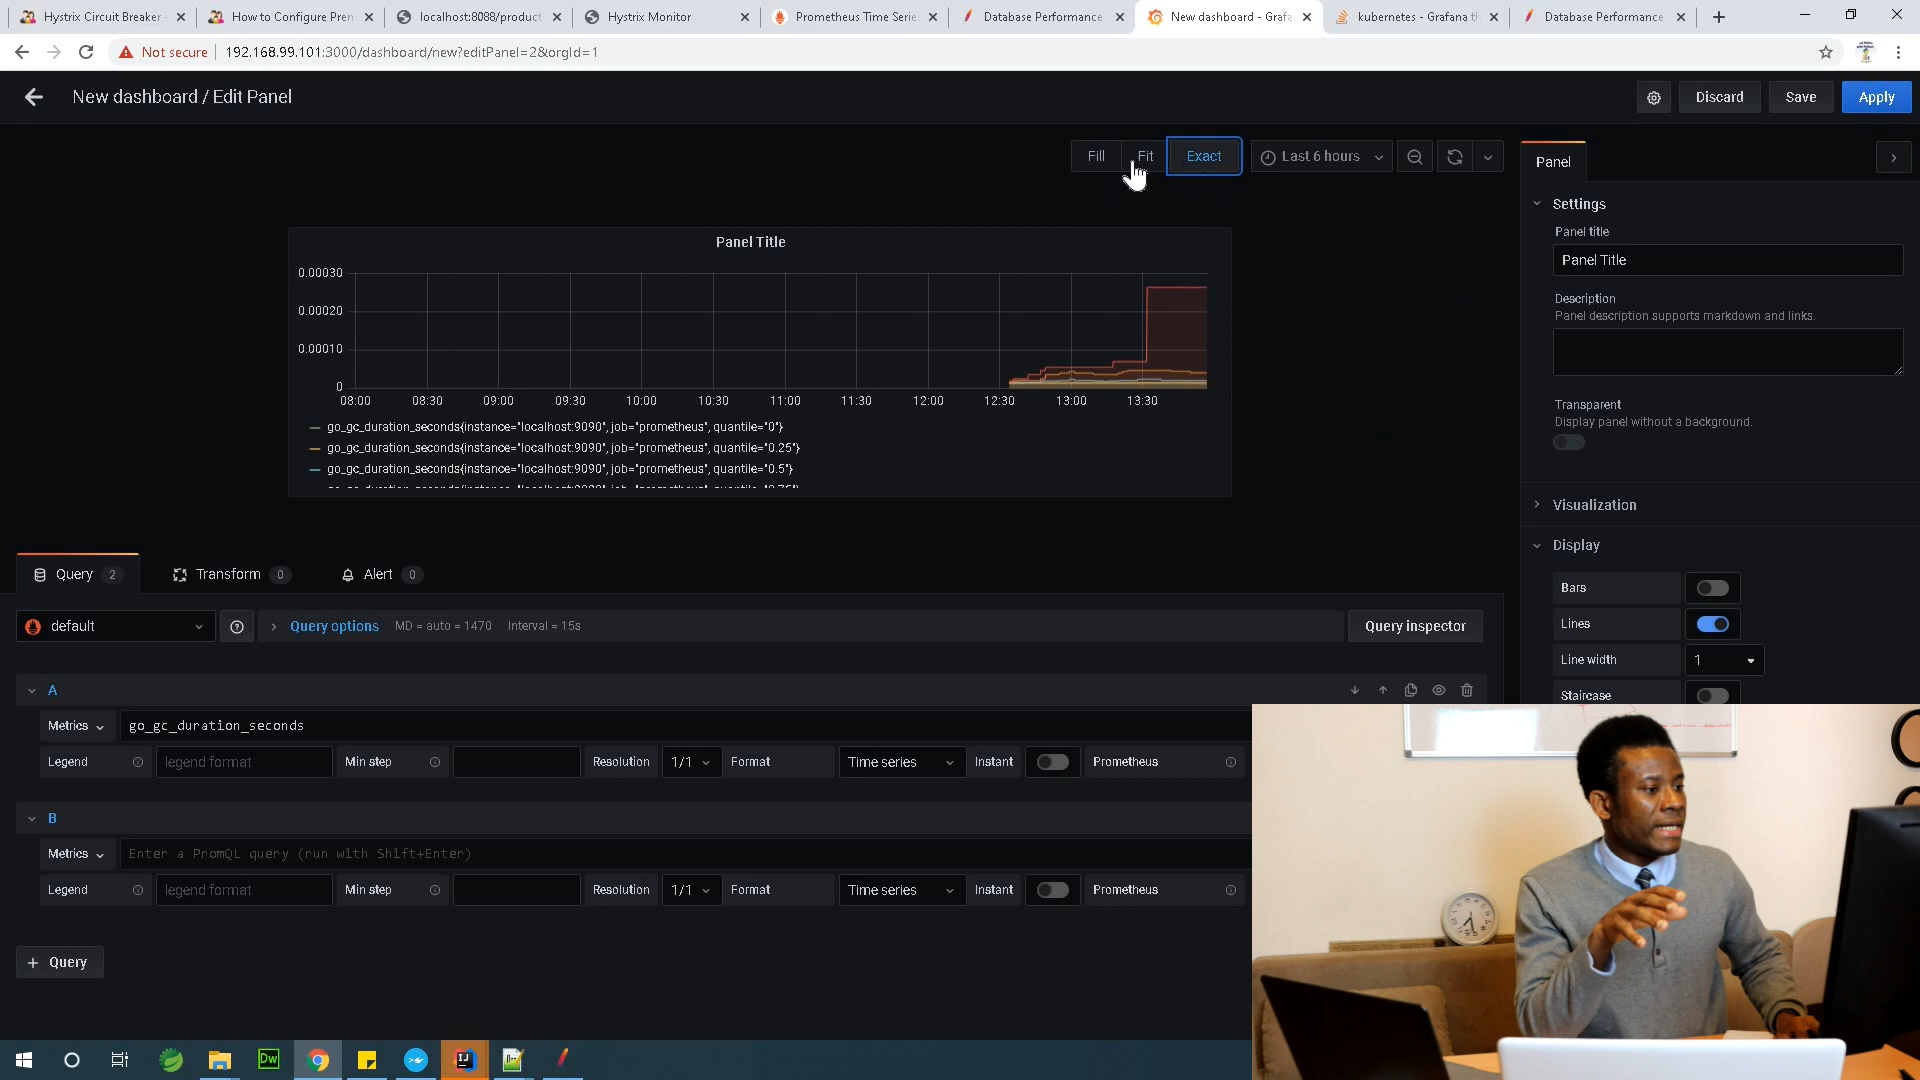 Hystrix Circuit Breaker
How to Configure Prem
localhost:8088/product
Hystrix Monitor
Prometheus Time Serie
Database Performance
New dashboard - Grafa
kubernetes - Grafana th
Database Performance
Not secure
192.168.99.101:3000/dashboard/new?editPanel=2&orgId=1
New dashboard / Edit Panel
Discard
Save
Apply
Fill
Fit
Exact
Last 6 hours
Panel
Settings
Panel title
Panel Title
Description
Panel description supports markdown and links.
Transparent
Display panel without a background.
Visualization
Display
Bars
Lines
Line width
1
Staircase
Panel Title
0.00030
0.00020
0.00010
0
08:00 08:30 09:00 09:30 10:00 10:30 11:00 11:30 12:00 12:30 13:00 13:30
go_gc_duration_seconds{instance="localhost:9090", job="prometheus", quantile="0"}
go_gc_duration_seconds{instance="localhost:9090", job="prometheus", quantile="0.25"}
go_gc_duration_seconds{instance="localhost:9090", job="prometheus", quantile="0.5"}
Query 2
Transform 0
Alert 0
default
Query options
MD = auto = 1470
Interval = 15s
Query inspector
A
Metrics
go_gc_duration_seconds
Legend
legend format
Min step
Resolution
1/1
Format
Time series
Instant
Prometheus
B
Metrics
Enter a PromQL query (run with Shift+Enter)
Legend
legend format
Min step
Resolution
1/1
Format
Time series
Instant
Prometheus
+ Query
Dw
IJ